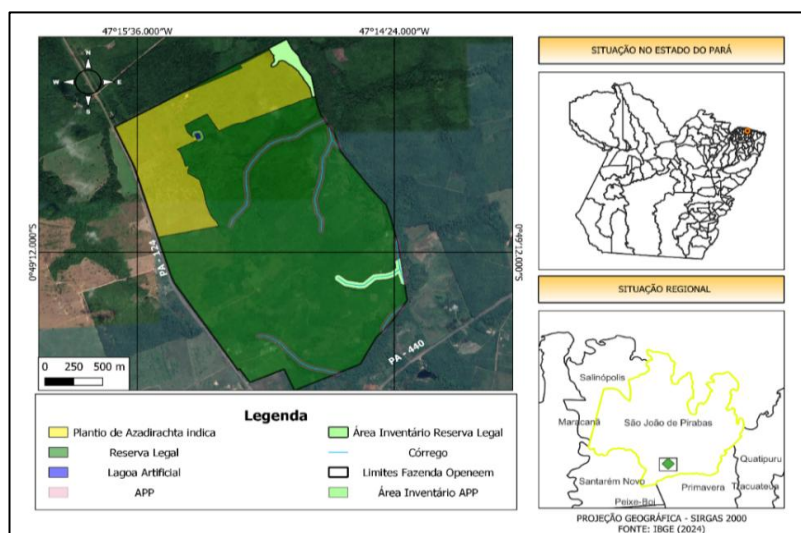 47°15'36.000"W
47°14'24.000"W
N
W E
S
0°49'12.000"S
0°49'12.000"S
PA - 124
PA - 440
0 250 500 m
Legenda
Plantio de Azadirachta indica
Reserva Legal
Lagoa Artificial
APP
Área Inventário Reserva Legal
Córrego
Limites Fazenda Openeem
Área Inventário APP
SITUAÇÃO NO ESTADO DO PARÁ
SITUAÇÃO REGIONAL
Salinópolis
Maracanã
São João de Pirabas
Quatipuru
Santarém Novo
Primavera
Tracuateua
Peixe-Boi
PROJEÇÃO GEOGRÁFICA - SIRGAS 2000
FONTE: IBGE (2024)